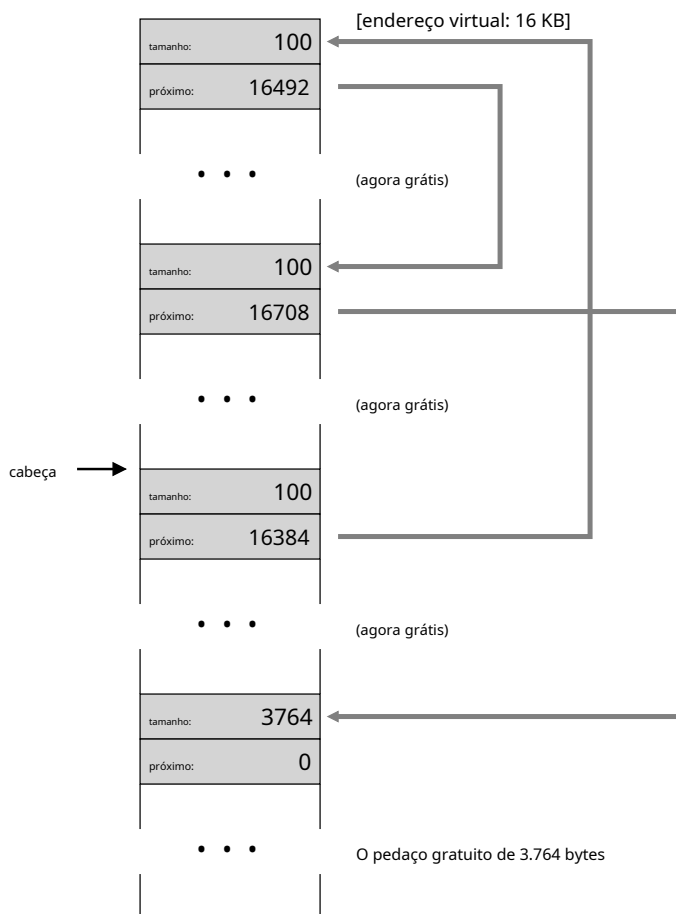 [endereço virtual: 16 KB]
tamanho: 100
próximo: 16492
• • •
(agora grátis)
tamanho: 100
próximo: 16708
• • •
(agora grátis)
cabeça
tamanho: 100
próximo: 16384
• • •
(agora grátis)
tamanho: 3764
próximo: 0
• • •
O pedaço gratuito de 3.764 bytes